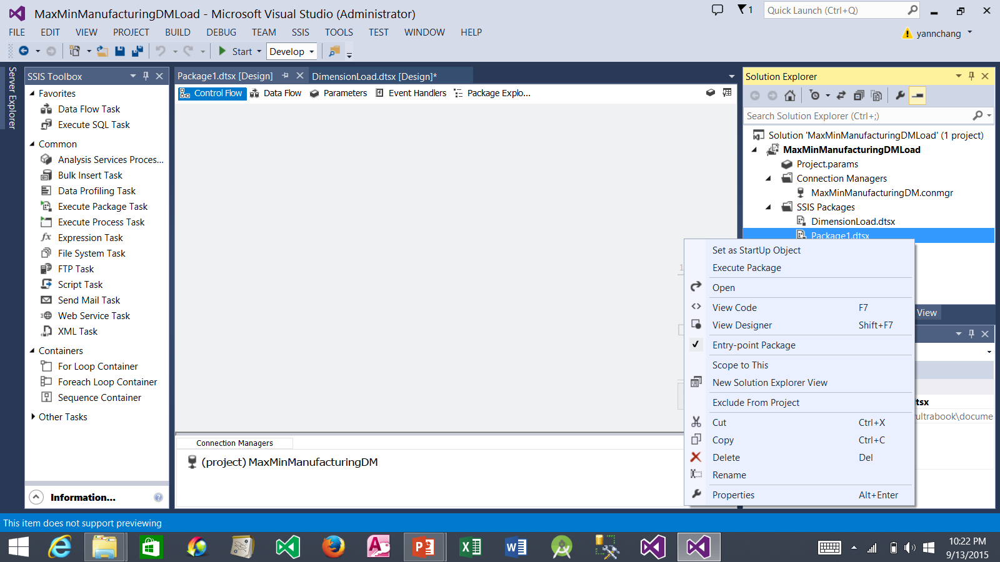 MaxMinManufacturingDMLoad - Microsoft Visual Studio (Administrator)
1
Quick Launch (Ctrl+Q)
FILE EDIT VIEW PROJECT BUILD DEBUG TEAM SSIS TOOLS TEST WINDOW HELP
yannchang
Start
Develop
Server Explorer
SSIS Toolbox
Favorites
Data Flow Task
Execute SQL Task
Common
Analysis Services Proces...
Bulk Insert Task
Data Profiling Task
Execute Package Task
Execute Process Task
Expression Task
File System Task
FTP Task
Script Task
Send Mail Task
Web Service Task
XML Task
Containers
For Loop Container
Foreach Loop Container
Sequence Container
Other Tasks
Information...
Package1.dtsx [Design]
DimensionLoad.dtsx [Design]*
Control Flow
Data Flow
Parameters
Event Handlers
Package Explo...
Connection Managers
(project) MaxMinManufacturingDM
Solution Explorer
Search Solution Explorer (Ctrl+;)
Solution 'MaxMinManufacturingDMLoad' (1 project)
MaxMinManufacturingDMLoad
Project.params
Connection Managers
MaxMinManufacturingDM.conmgr
SSIS Packages
DimensionLoad.dtsx
Package1.dtsx
Set as StartUp Object
Execute Package
Open
View Code F7
View Designer Shift+F7
Entry-point Package
Scope to This
New Solution Explorer View
Exclude From Project
Cut Ctrl+X
Copy Ctrl+C
Delete Del
Rename
Properties Alt+Enter
View
tsx
ultrabook\docume
This item does not support previewing
10:22 PM
9/13/2015